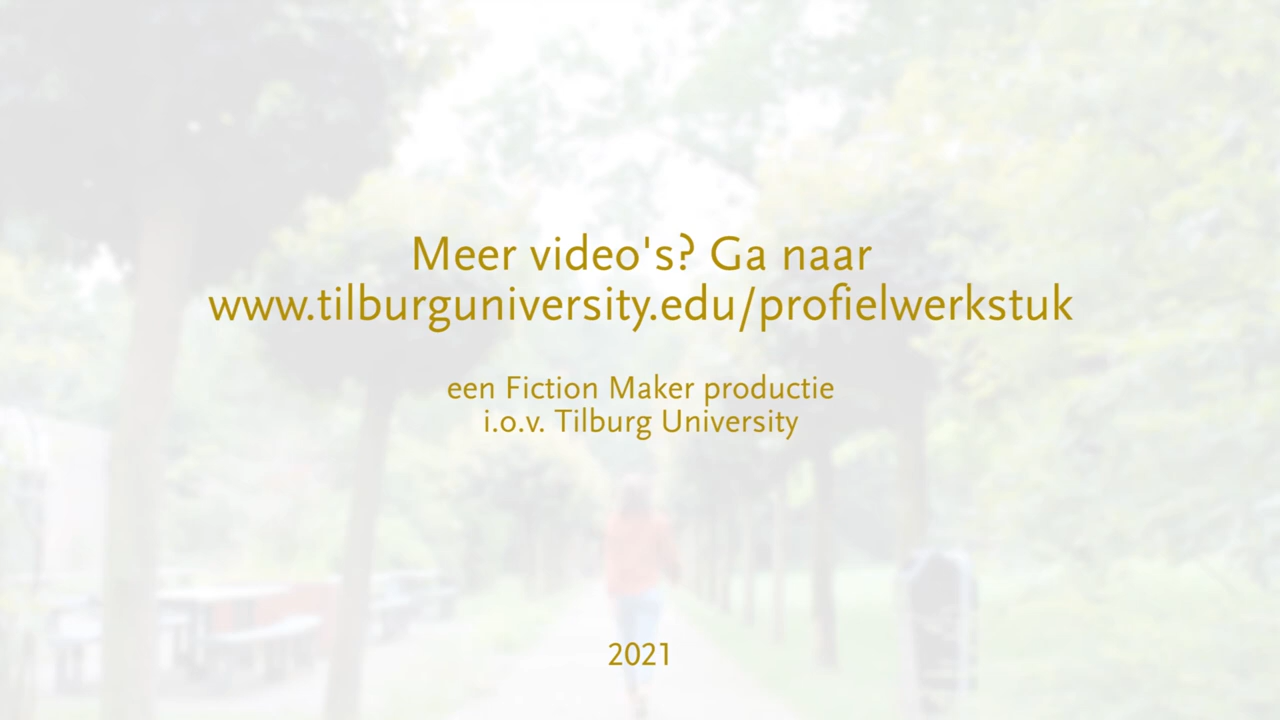 Meer video's? Ga naar
www.tilburguniversity.edu/profielwerkstuk
een Fiction Maker productie
i.o.v. Tilburg University
2021